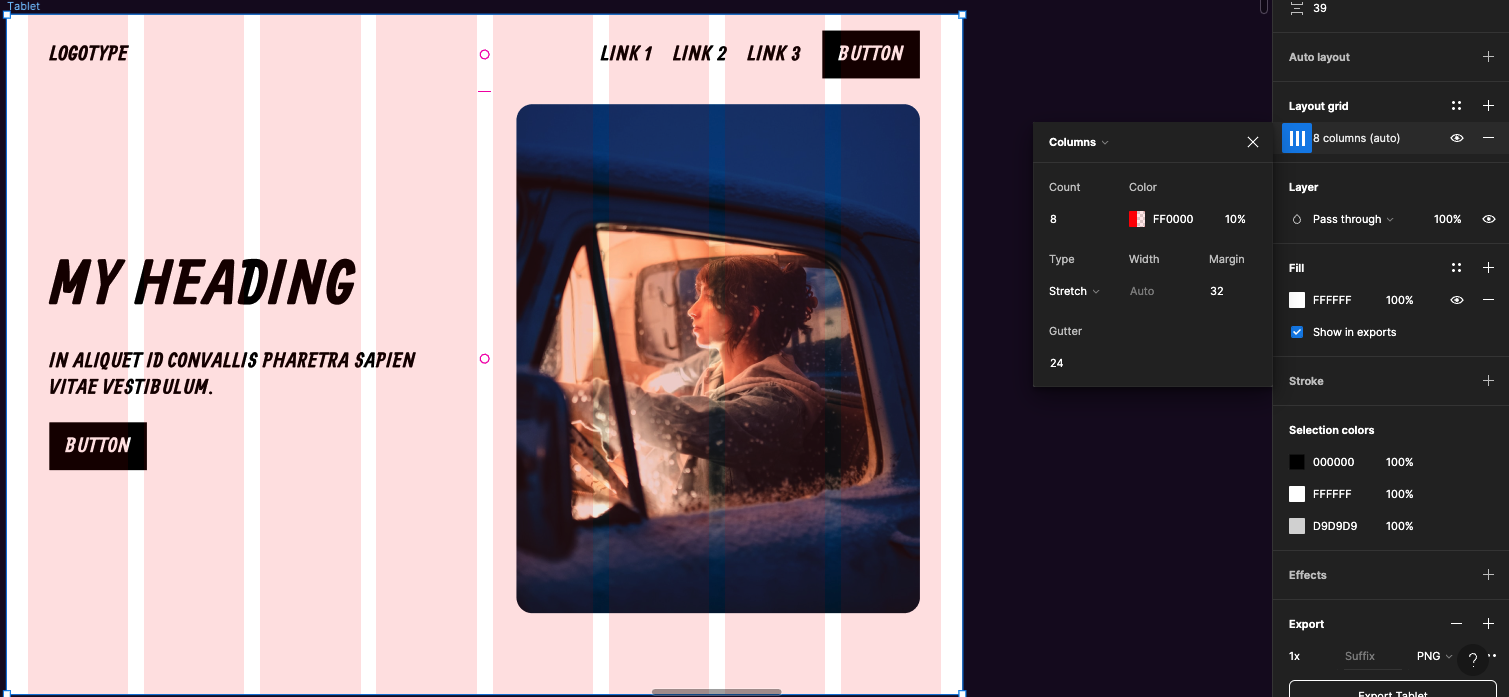 Tablet
LOGOTYPE
LINK 1 LINK 2 LINK 3 BUTTON
MY HEADING
IN ALIQUET ID CONVALLIS PHARETRA SAPIEN
VITAE VESTIBULUM.
BUTTON
Columns
Count Color
8 FF0000 10%
Type Width Margin
Stretch Auto 32
Gutter
24
39
Auto layout
Layout grid
8 columns (auto)
Layer
Pass through 100%
Fill
FFFFFF 100%
Show in exports
Stroke
Selection colors
000000 100%
FFFFFF 100%
D9D9D9 100%
Effects
Export
1x Suffix PNG ?
Export Tablet